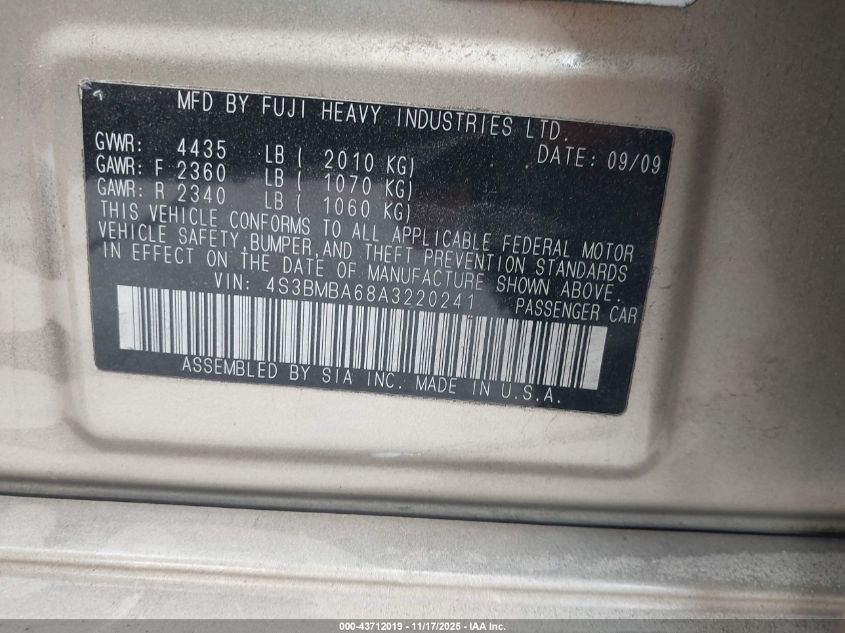 MFD BY FUJI HEAVY INDUSTRIES LTD.
GVWR: 4435 LB ( 2010 KG) DATE: 09/09
GAWR: F 2360 LB ( 1070 KG)
GAWR: R 2340 LB ( 1060 KG)
THIS VEHICLE CONFORMS TO ALL APPLICABLE FEDERAL MOTOR
VEHICLE SAFETY,BUMPER,AND THEFT PREVENTION STANDARDS
IN EFFECT ON THE DATE OF MANUFACTURE SHOWN ABOVE.
VIN: 4S3BMBA68A3220241 PASSENGER CAR
ASSEMBLED BY SIA INC. MADE IN U.S.A.
000-43712019 - 11/17/2025 - IAA Inc.